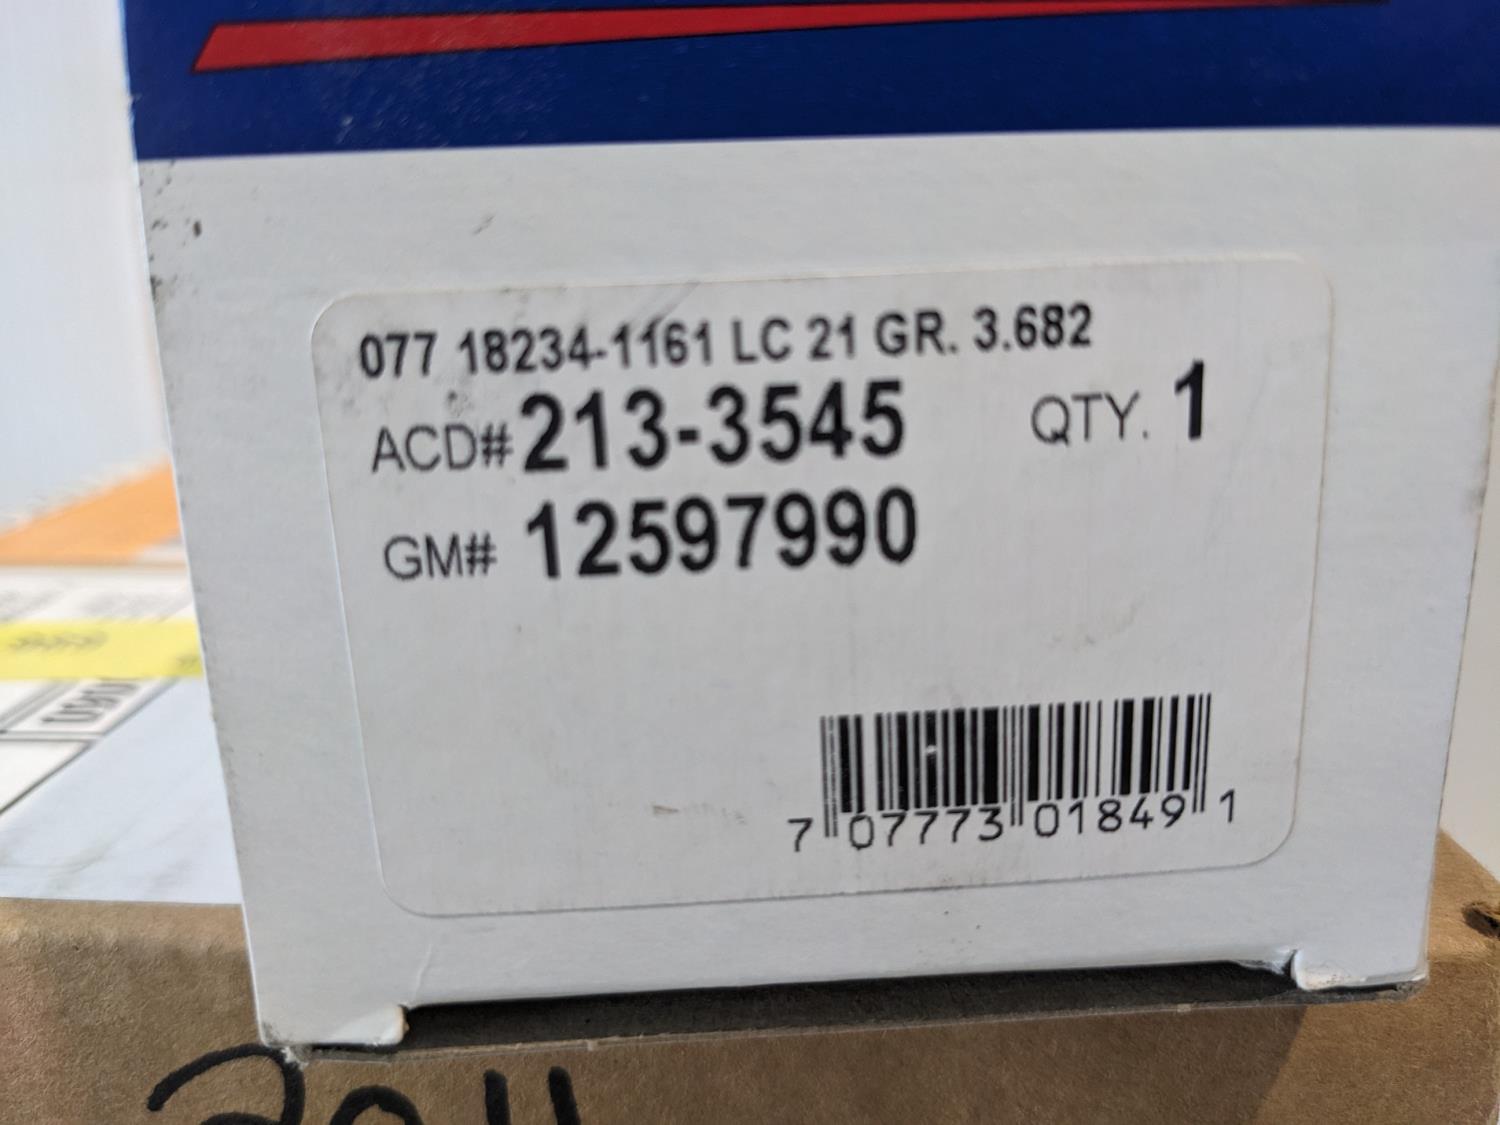 077 18234-1161 LC 21 GR. 3.682
ACD# 213-3545 QTY. 1
GM# 12597990
7 07773 01849 1